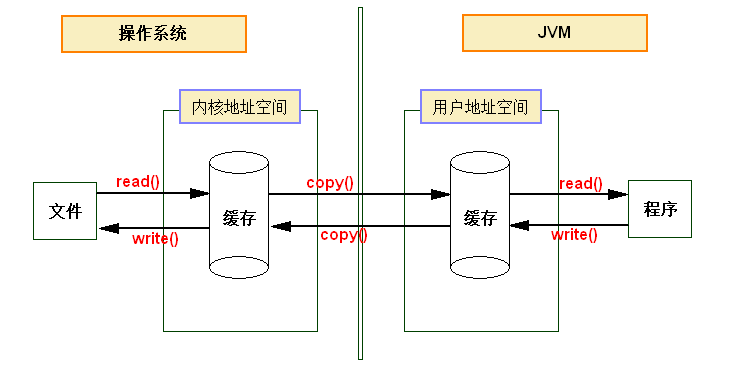 操作系统
JVM
内核地址空间
用户地址空间
read()
copy()
read()
文件
缓存
缓存
程序
write()
copy()
write()